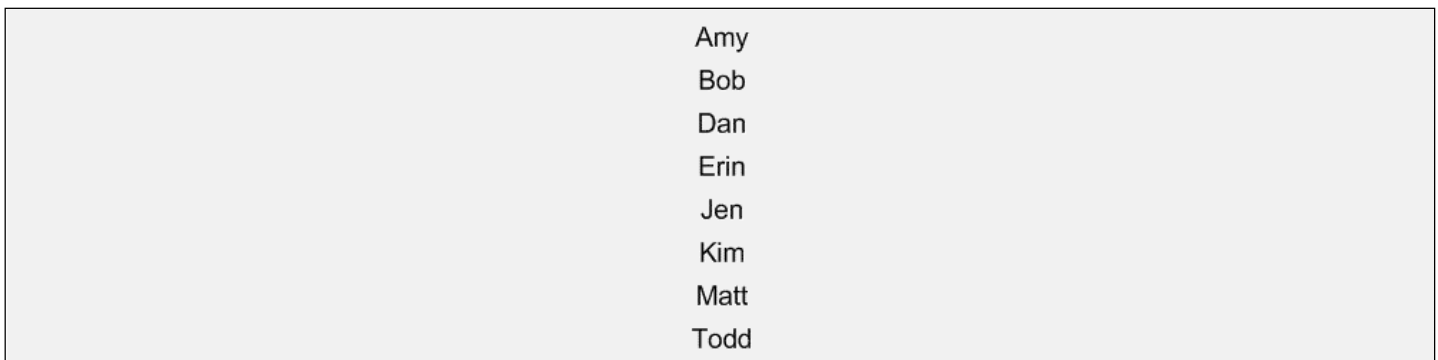 Amy
Bob
Dan
Erin
Jen
Kim
Matt
Todd